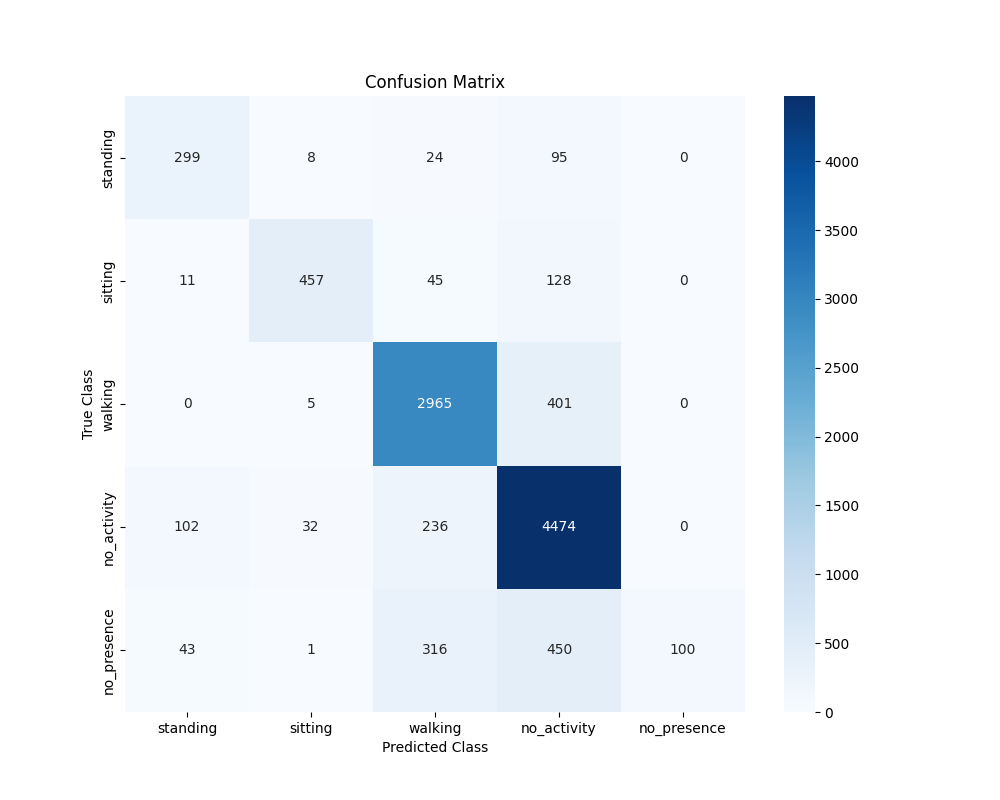 Confusion Matrix
standing
299 8 24 95 0
sitting
11 457 45 128 0
True Class
walking
0 5 2965 401 0
no_activity
102 32 236 4474 0
no_presence
43 1 316 450 100
standing sitting walking no_activity no_presence
Predicted Class
4000
3500
3000
2500
2000
1500
1000
500
0